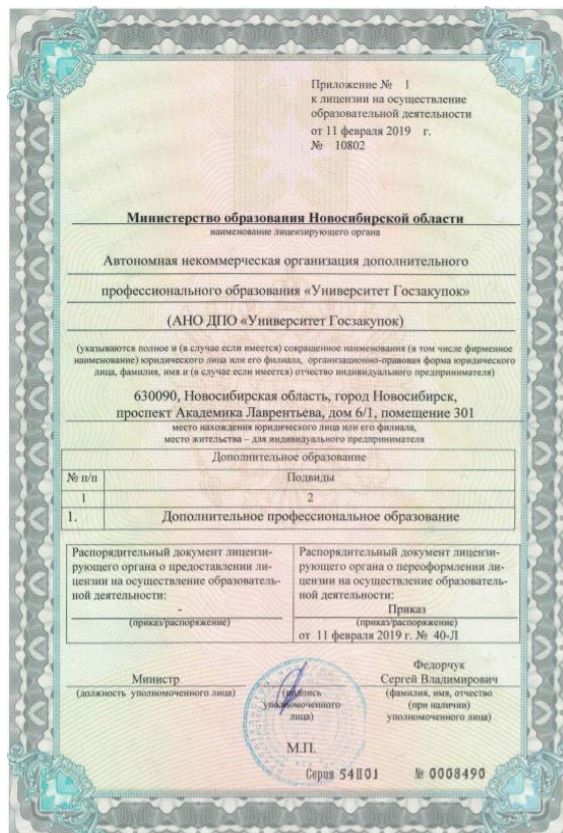 Приложение № 1
к лицензии на осуществление
образовательной деятельности
от 11 февраля 2019 г.
№ 10802
Министерство образования Новосибирской области
наименование лицензирующего органа
Автономная некоммерческая организация дополнительного
профессионального образования «Университет Госзакупок»
(АНО ДПО «Университет Госзакупок)
(указываются полное и (в случае если имеется) сокращенное наименования (в том числе фирменное
наименование) юридического лица или его филиала, организационно-правовая форма юридического
лица, фамилия, имя и (в случае если имеется) отчество индивидуального предпринимателя)
630090, Новосибирская область, город Новосибирск,
проспект Академика Лаврентьева, дом 6/1, помещение 301
место нахождения юридического лица или его филиала,
место жительства – для индивидуального предпринимателя
Дополнительное образование
№ п/п Подвиды
1 2
1. Дополнительное профессиональное образование
Распорядительный документ лицензи-
рующего органа о предоставлении ли-
цензии на осуществление образователь-
ной деятельности:
-
(приказ/распоряжение)
Распорядительный документ лицензи-
рующего органа о переоформлении ли-
цензии на осуществление образователь-
ной деятельности:
Приказ
(приказ/распоряжение)
от 11 февраля 2019 г. № 40-Л
Министр
(должность уполномоченного лица)
(подпись
уполномоченного
лица)
Федорчук
Сергей Владимирович
(фамилия, имя, отчество
(при наличии)
уполномоченного лица)
М.П.
Серия 54Л01 № 0008490